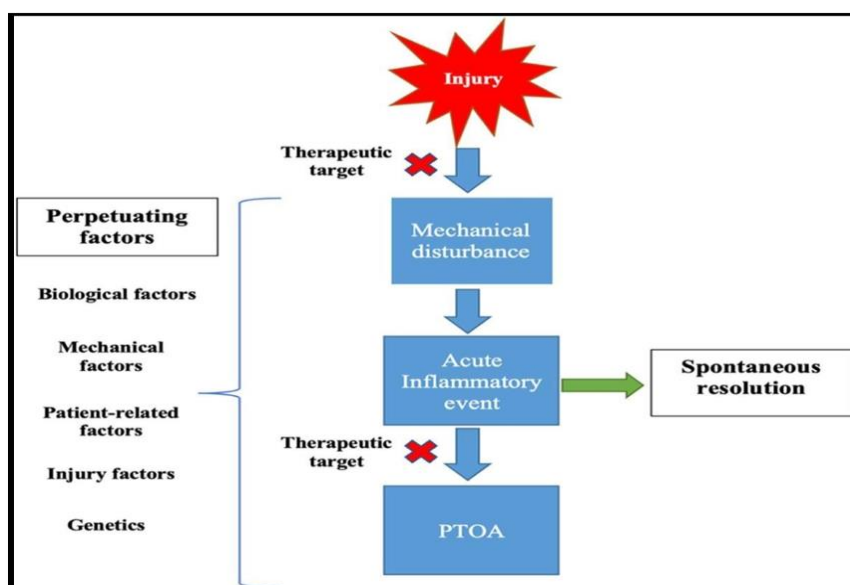 Injury
Therapeutic
target
Perpetuating
factors
Mechanical
disturbance
Biological factors
Mechanical
factors
Acute
Inflammatory
event
Spontaneous
resolution
Patient-related
factors
Therapeutic
target
Injury factors
Genetics
PTOA